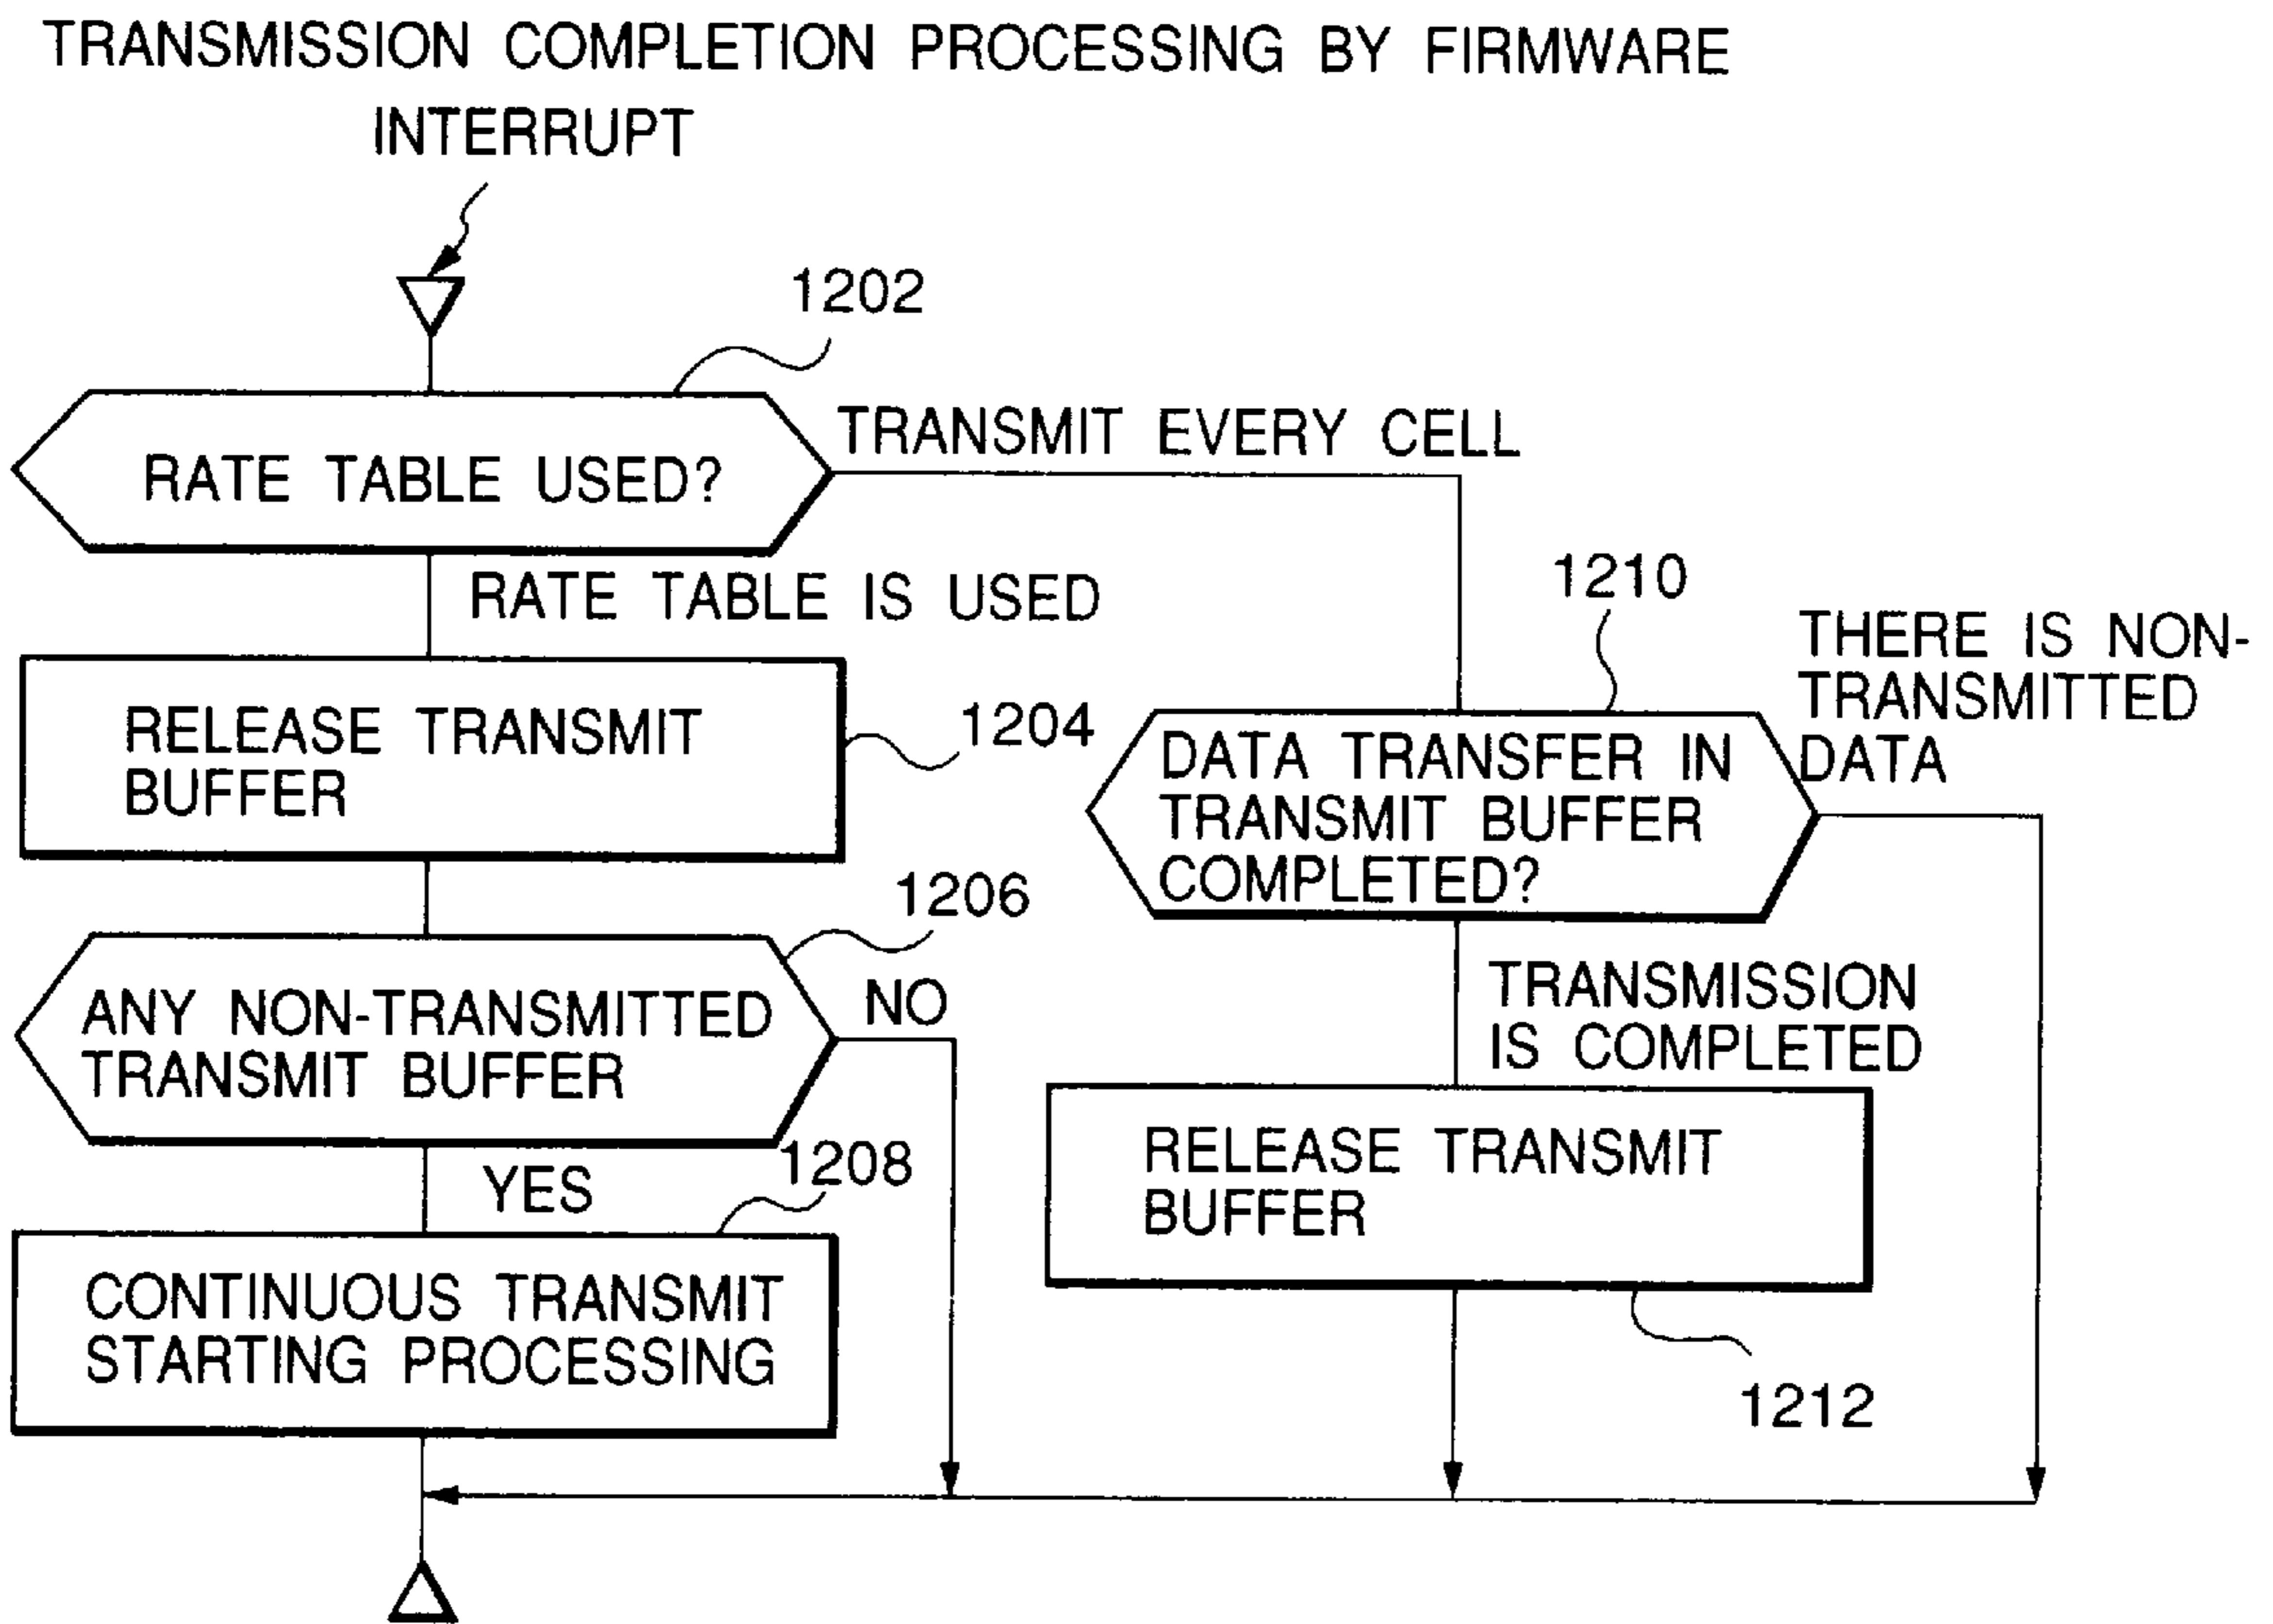 TRANSMISSION COMPLETION PROCESSING BY FIRMWARE
INTERRUPT
1202
RATE TABLE USED?
TRANSMIT EVERY CELL
RATE TABLE IS USED
RELEASE TRANSMIT
BUFFER
1204
1206
ANY NON-TRANSMITTED
TRANSMIT BUFFER
NO
YES
1208
CONTINUOUS TRANSMIT
STARTING PROCESSING
1210
THERE IS NON-
TRANSMITTED
DATA
DATA TRANSFER IN
TRANSMIT BUFFER
COMPLETED?
TRANSMISSION
IS COMPLETED
RELEASE TRANSMIT
BUFFER
1212